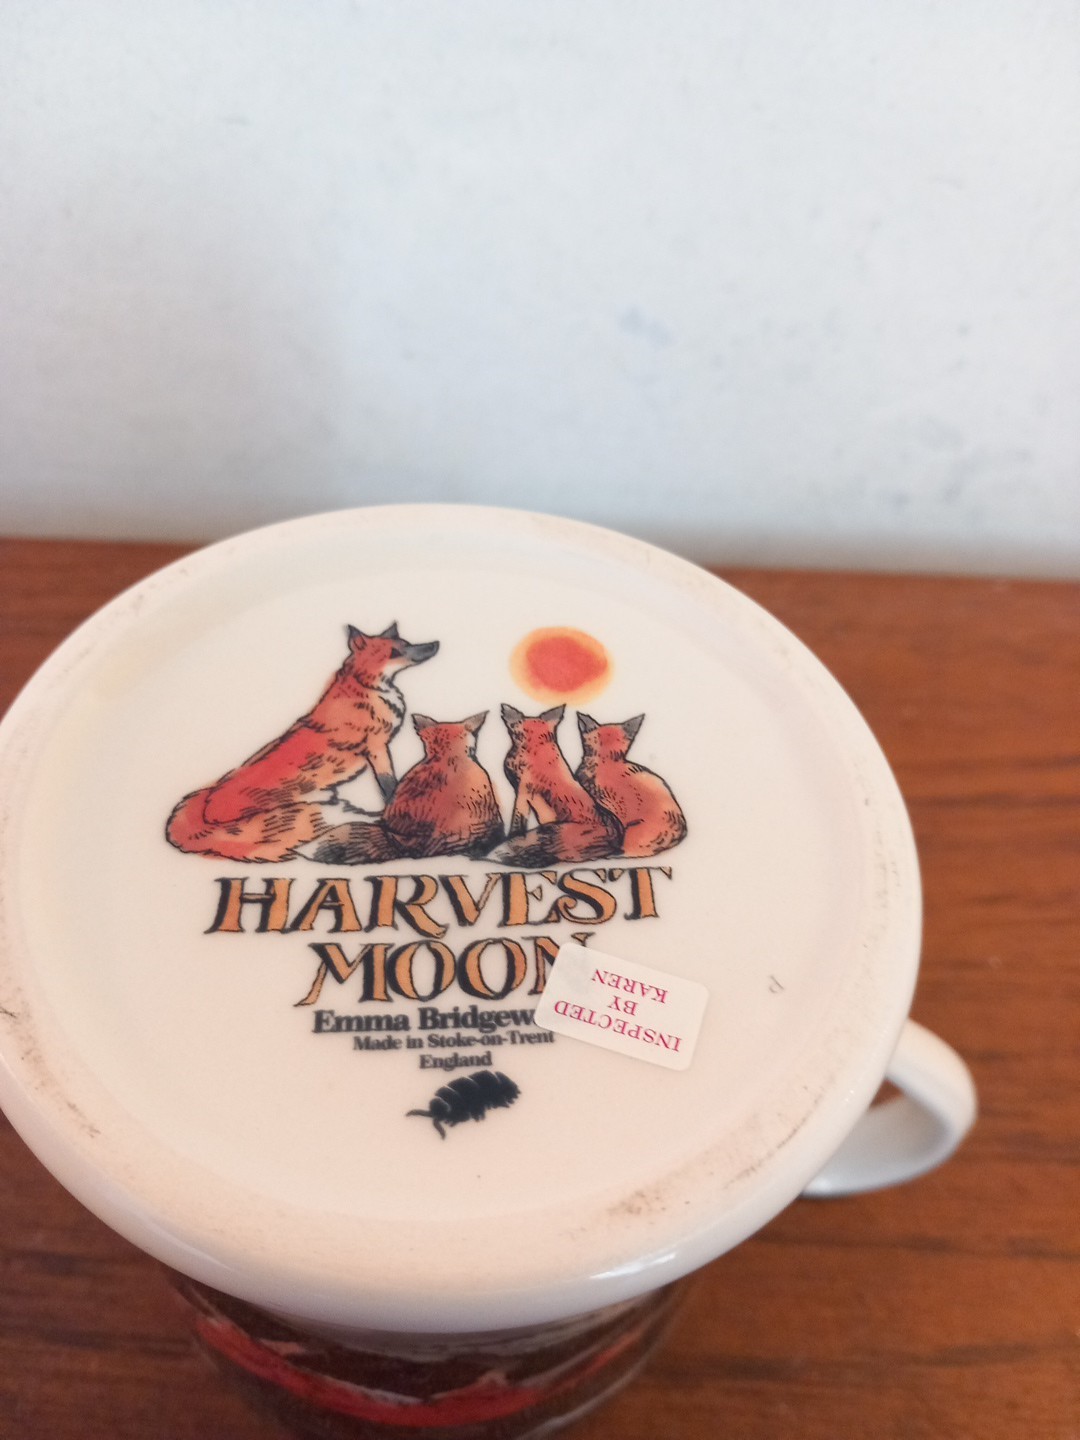 HARVEST
MOON
Emma Bridgew
Made in Stoke-on-Trent
England
INSPECTED
BY
KAREN